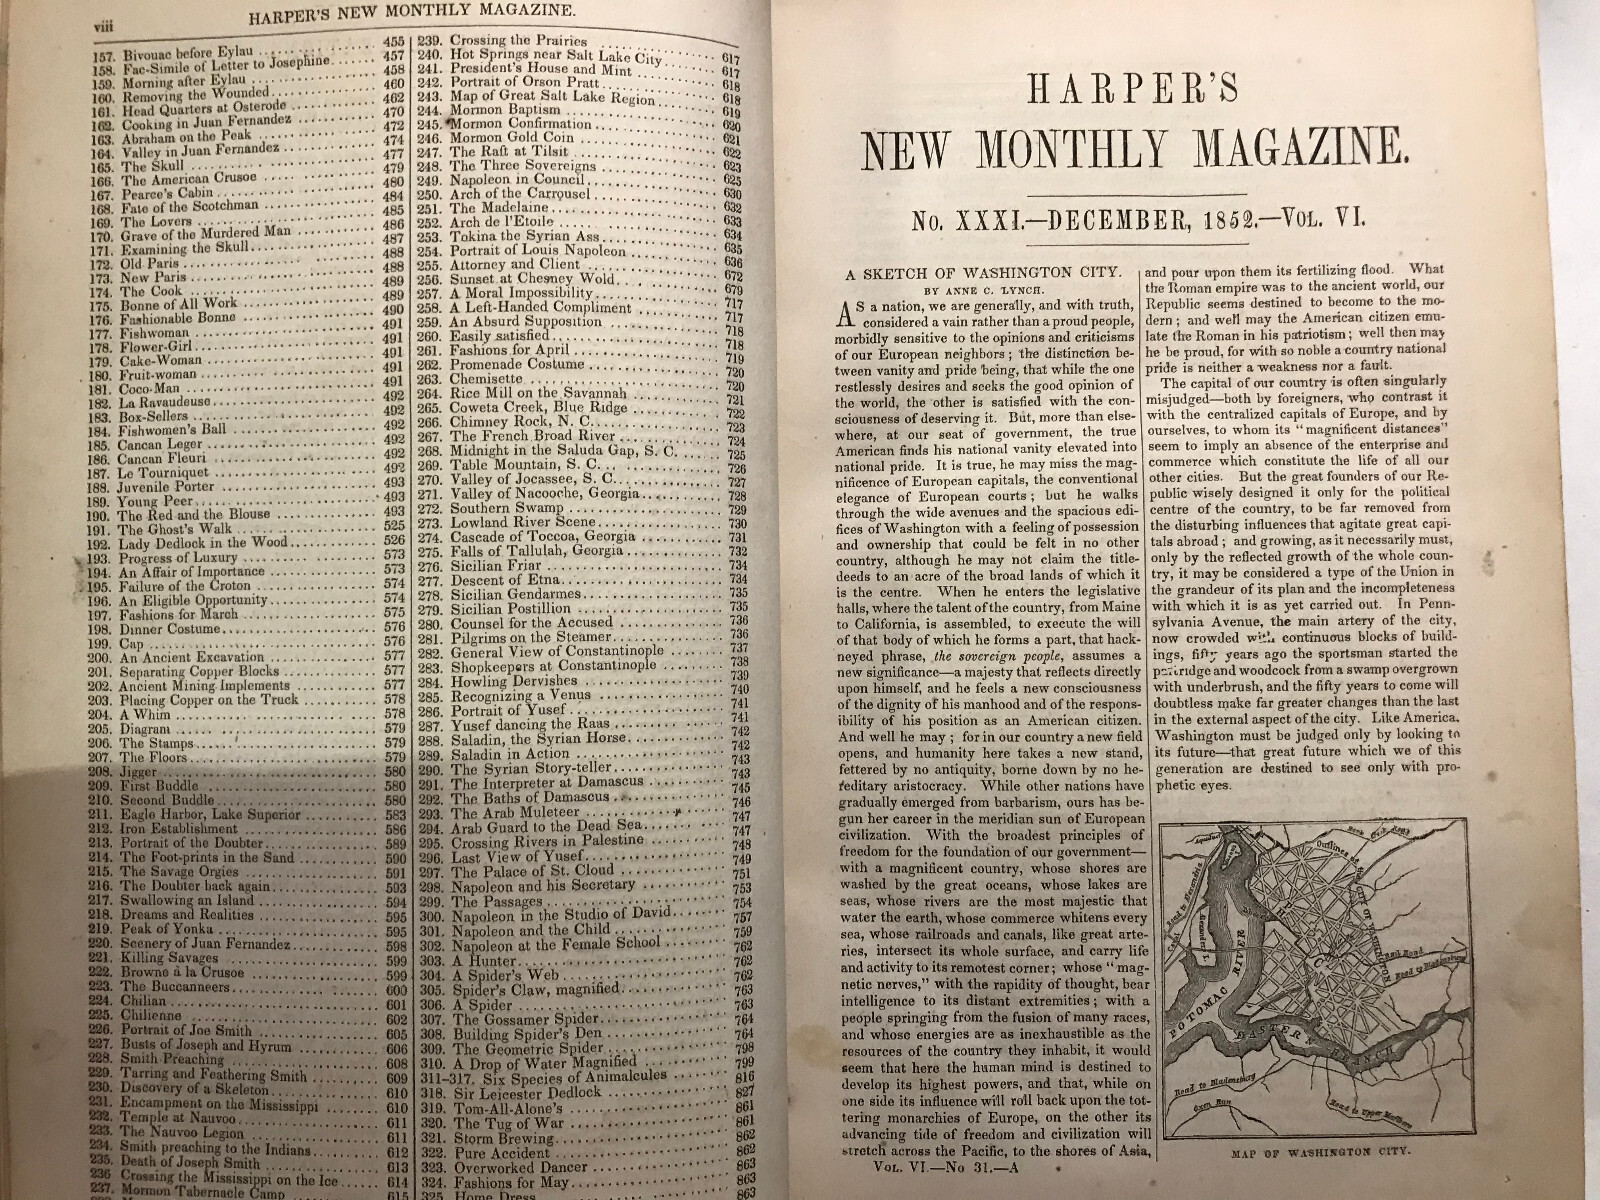 viii HARPER'S NEW MONTHLY MAGAZINE.
157. Bivouac before Eylau 455
158. Fac-Simile of Letter to Josephine 457
159. Morning after Eylau 458
160. Removing the Wounded 460
161. Head Quarters at Osterode 462
162. Cooking in Juan Fernandez 470
163. Abraham on the Peak 472
164. Valley in Juan Fernandez 474
165. The Skull 477
166. The American Crusoe 479
167. Pearce's Cabin 480
168. Fate of the Scotchman 484
169. The Lovers 485
170. Grave of the Murdered Man 486
171. Examining the Skull 487
172. Old Paris 488
173. New Paris 488
174. The Cook 489
175. Bonne of All Work 489
176. Fashionable Bonne 490
177. Fishwoman 491
178. Flower-Girl 491
179. Cake-Woman 491
180. Fruit-woman 491
181. Coco-Man 491
182. La Ravaudeuse 492
183. Box-Sellers 492
184. Fishwomen's Ball 492
185. Cancan Leger 492
186. Cancan Fleuri 492
187. Le Tourniquet 492
188. Juvenile Porter 493
189. Young Peer 493
190. The Red and the Blouse 493
191. The Ghost's Walk 525
192. Lady Dedlock in the Wood 526
193. Progress of Luxury 573
194. An Affair of Importance 573
195. Failure of the Croton 574
196. An Eligible Opportunity 574
197. Fashions for March 575
198. Dinner Costume 576
199. Cap 576
200. An Ancient Excavation 577
201. Separating Copper Blocks 577
202. Ancient Mining Implements 577
203. Placing Copper on the Truck 578
204. A Whim 578
205. Diagram 579
206. The Stamps 579
207. The Floors 579
208. Jigger 580
209. First Buddle 580
210. Second Buddle 580
211. Eagle Harbor, Lake Superior 583
212. Iron Establishment 586
213. Portrait of the Doubter 589
214. The Foot-prints in the Sand 590
215. The Savage Orgies 591
216. The Doubter back again 593
217. Swallowing an Island 594
218. Dreams and Realities 595
219. Peak of Yonka 595
220. Scenery of Juan Fernandez 598
221. Killing Savages 599
222. Browne à la Crusoe 599
223. The Buccanneers 600
224. Chilian 601
225. Chilienne 602
226. Portrait of Joe Smith 605
227. Busts of Joseph and Hyrum 606
228. Smith Preaching 608
229. Tarring and Feathering Smith 609
230. Discovery of a Skeleton 610
231. Encampment on the Mississippi 610
232. Temple at Nauvoo 611
233. The Nauvoo Legion 611
234. Smith preaching to the Indians 612
235. Death of Joseph Smith 613
236 Crossing the Mississippi on the Ice 614
237. Mormon Tabernacle Camp 615
239. Crossing the Prairies 617
240. Hot Springs near Salt Lake City 617
241. President's House and Mint 618
242. Portrait of Orson Pratt 618
243. Map of Great Salt Lake Region 619
244. Mormon Baptism 620
245. Mormon Confirmation 621
246. Mormon Gold Coin 622
247. The Raft at Tilsit 623
248. The Three Sovereigns 625
249. Napoleon in Council 630
250. Arch of the Carrousel 632
251. The Madelaine 633
252. Arch de l'Etoile 634
253. Tokina the Syrian Ass 635
254. Portrait of Louis Napoleon 636
255. Attorney and Client 672
256. Sunset at Chesney Wold 679
257. A Moral Impossibility 717
258. A Left-Handed Compliment 717
259. An Absurd Supposition 718
260. Easily satisfied 718
261. Fashions for April 719
262. Promenade Costume 720
263. Chemisette 720
264. Rice Mill on the Savannah 721
265. Coweta Creek, Blue Ridge 722
266. Chimney Rock, N. C. 723
267. The French Broad River 724
268. Midnight in the Saluda Gap, S. C. 725
269. Table Mountain, S. C. 726
270. Valley of Jocassee, S. C. 727
271. Valley of Nacooche, Georgia 728
272. Southern Swamp 729
273. Lowland River Scene 730
274. Cascade of Toccoa, Georgia 731
275. Falls of Tallulah, Georgia 732
276. Sicilian Friar 734
277. Descent of Etna 734
278. Sicilian Gendarmes 735
279. Sicilian Postillion 735
280. Counsel for the Accused 736
281. Pilgrims on the Steamer 736
282. General View of Constantinople 737
283. Shopkeepers at Constantinople 738
284. Howling Dervishes 739
285. Recognizing a Venus 740
286. Portrait of Yusef 741
287. Yusef dancing the Raas 741
288. Saladin, the Syrian Horse 742
289. Saladin in Action 742
290. The Syrian Story-teller 743
291. The Interpreter at Damascus 743
292. The Baths of Damascus 745
293. The Arab Muleteer 746
294. Arab Guard to the Dead Sea 747
295. Crossing Rivers in Palestine 747
296. Last View of Yusef 748
297. The Palace of St. Cloud 749
298. Napoleon and his Secretary 751
299. The Passages 753
300. Napoleon in the Studio of David 754
301. Napoleon and the Child 757
302. Napoleon at the Female School 759
303. A Hunter 762
304. A Spider's Web 762
305. Spider's Claw, magnified 762
306. A Spider 763
307. The Gossamer Spider 763
308. Building Spider's Den 764
309. The Geometric Spider 764
310. A Drop of Water Magnified 798
311–317. Six Species of Animalcules 799
318. Sir Leicester Dedlock 816
319. Tom-All-Alone's 827
320. The Tug of War 861
321. Storm Brewing 861
322. Pure Accident 862
323. Overworked Dancer 862
324. Fashions for May 863
325. Home Dress 863
863
HARPER'S
NEW MONTHLY MAGAZINE.
No. XXXI.—DECEMBER, 1852.—Vol. VI.
A SKETCH OF WASHINGTON CITY.
BY ANNE C. LYNCH.
AS a nation, we are generally, and with truth,
considered a vain rather than a proud people,
morbidly sensitive to the opinions and criticisms
of our European neighbors; the distinction be-
tween vanity and pride being, that while the one
restlessly desires and seeks the good opinion of
the world, the other is satisfied with the con-
sciousness of deserving it. But, more than else-
where, at our seat of government, the true
American finds his national vanity elevated into
national pride. It is true, he may miss the mag-
nificence of European capitals, the conventional
elegance of European courts; but he walks
through the wide avenues and the spacious edi-
fices of Washington with a feeling of possession
and ownership that could be felt in no other
country, although he may not claim the title-
deeds to an acre of the broad lands of which it
is the centre. When he enters the legislative
halls, where the talent of the country, from Maine
to California, is assembled, to execute the will
of that body of which he forms a part, that hack-
neyed phrase, the sovereign people, assumes a
new significance—a majesty that reflects directly
upon himself, and he feels a new consciousness
of the dignity of his manhood and of the respons-
ibility of his position as an American citizen.
And well he may; for in our country a new field
opens, and humanity here takes a new stand,
fettered by no antiquity, borne down by no he-
reditary aristocracy. While other nations have
gradually emerged from barbarism, ours has be-
gun her career in the meridian sun of European
civilization. With the broadest principles of
freedom for the foundation of our government—
with a magnificent country, whose shores are
washed by the great oceans, whose lakes are
seas, whose rivers are the most majestic that
water the earth, whose commerce whitens every
sea, whose railroads and canals, like great arte-
ries, intersect its whole surface, and carry life
and activity to its remotest corner; whose "mag-
netic nerves," with the rapidity of thought, bear
intelligence to its distant extremities; with a
people springing from the fusion of many races,
and whose energies are as inexhaustible as the
resources of the country they inhabit, it would
seem that here the human mind is destined to
develop its highest powers, and that, while on
one side its influence will roll back upon the tot-
tering monarchies of Europe, on the other its
advancing tide of freedom and civilization will
stretch across the Pacific, to the shores of Asia,
Vol. VI.—No 31.—A
and pour upon them its fertilizing flood. What
the Roman empire was to the ancient world, our
Republic seems destined to become to the mo-
dern; and well may the American citizen emu-
late the Roman in his patriotism; well then may
he be proud, for with so noble a country national
pride is neither a weakness nor a fault.
The capital of our country is often singularly
misjudged—both by foreigners, who contrast it
with the centralized capitals of Europe, and by
ourselves, to whom its "magnificent distances"
seem to imply an absence of the enterprise and
commerce which constitute the life of all our
other cities. But the great founders of our Re-
public wisely designed it only for the political
centre of the country, to be far removed from
the disturbing influences that agitate great capi-
tals abroad; and growing, as it necessarily must,
only by the reflected growth of the whole coun-
try, it may be considered a type of the Union in
the grandeur of its plan and the incompleteness
with which it is as yet carried out. In Penn-
sylvania Avenue, the main artery of the city,
now crowded with continuous blocks of build-
ings, fifty years ago the sportsman started the
partridge and woodcock from a swamp overgrown
with underbrush, and the fifty years to come will
doubtless make far greater changes than the last
in the external aspect of the city. Like America,
Washington must be judged only by looking to
its future—that great future which we of this
generation are destined to see only with pro-
phetic eyes.
Rock Creek Road
Outlines of
CITY OF WASHINGTON
Road to Alexandria
Canal
Rail Road
Road to Bladensburg
POTOMAC RIVER
EASTERN BRANCH
Road to Bladensburg
Oxen Run
Road to Upper
MAP OF WASHINGTON CITY.